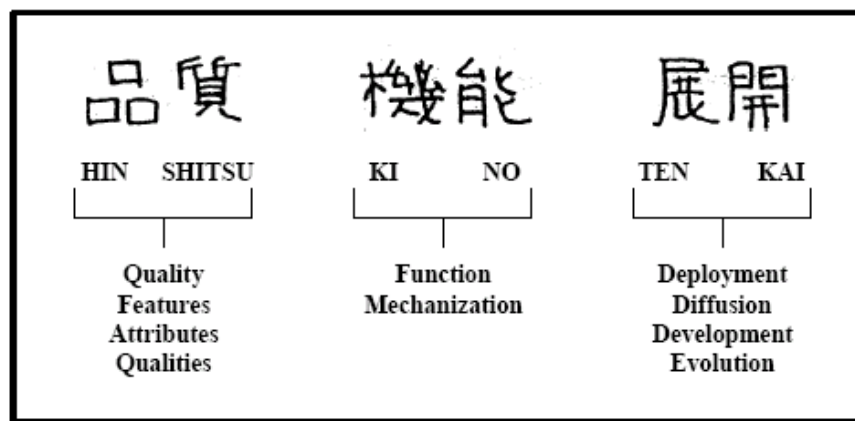 品質 機能 展開
HIN SHITSU KI NO TEN KAI
Quality Function Deployment
Features Mechanization Diffusion
Attributes Development
Qualities Evolution